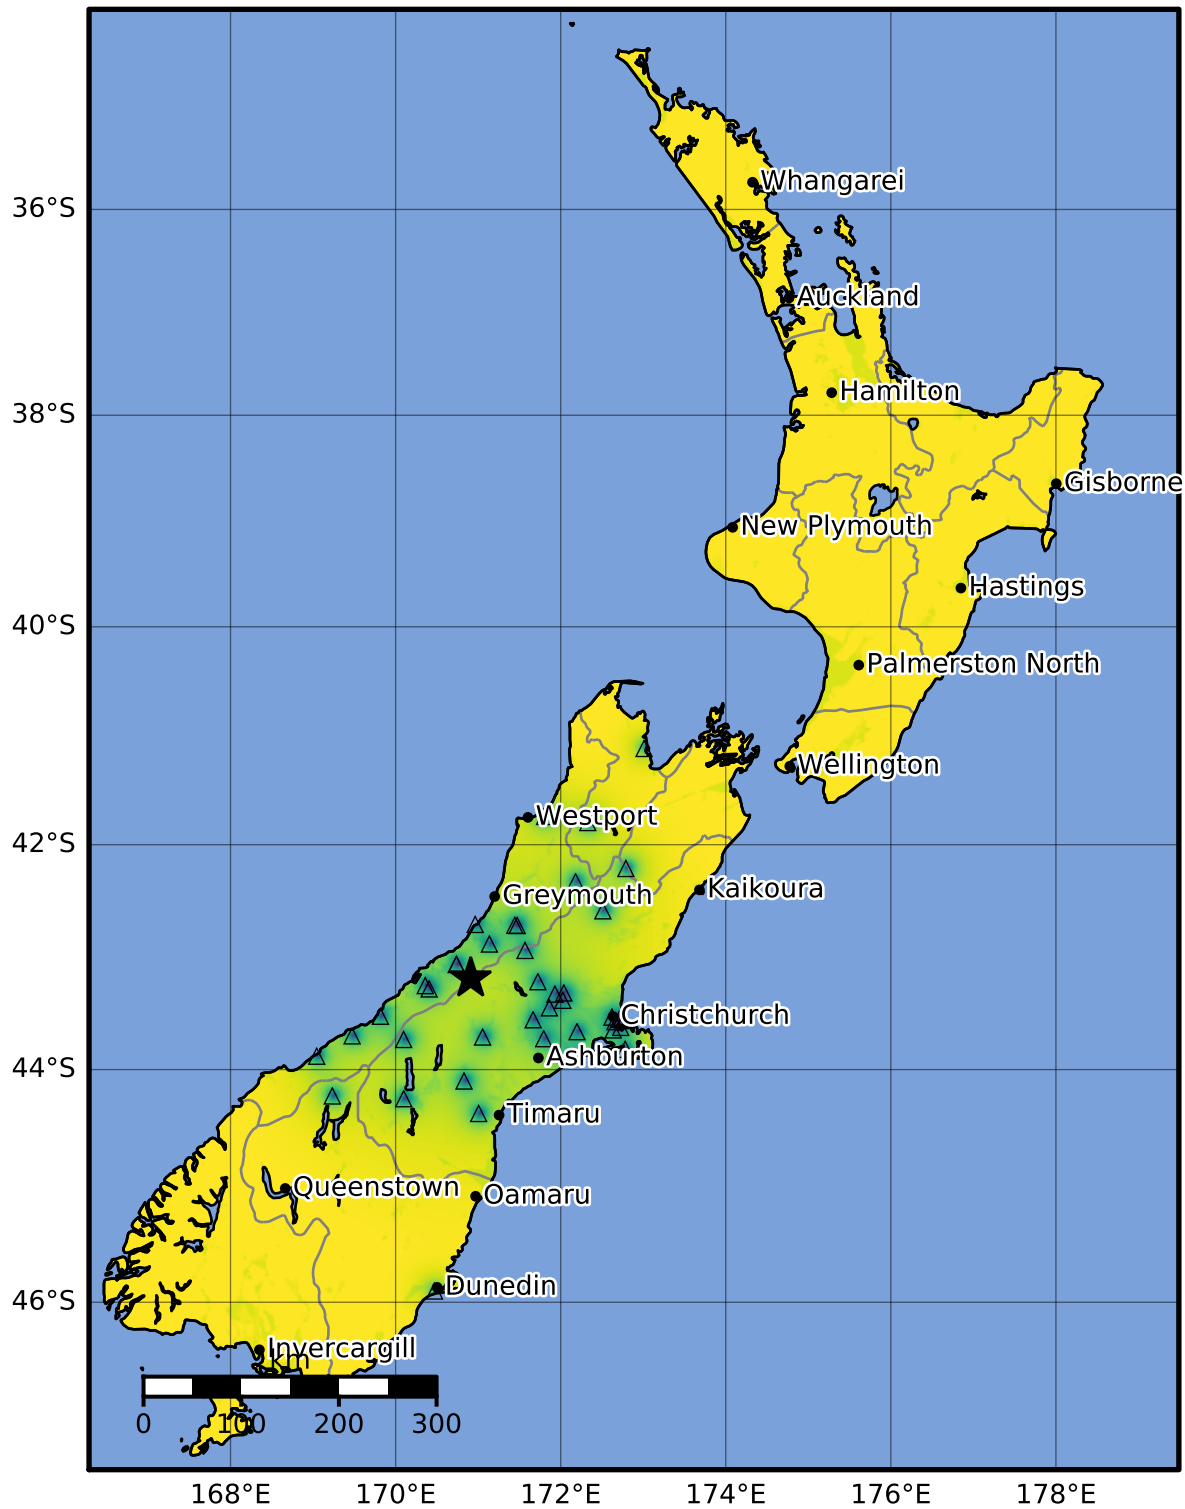 Whangarei
36°S
Auckland
Hamilton
38°S
Gisborne
New Plymouth
Hastings
40°S
Palmerston North
Wellington
Westport
42°S
Kaikoura
Greymouth
Christchurch
Ashburton
44°S
Timaru
Queenstown
Oamaru
Dunedin
46°S
Invercargill
km
0 100 200 300
168°E 170°E 172°E 174°E 176°E 178°E